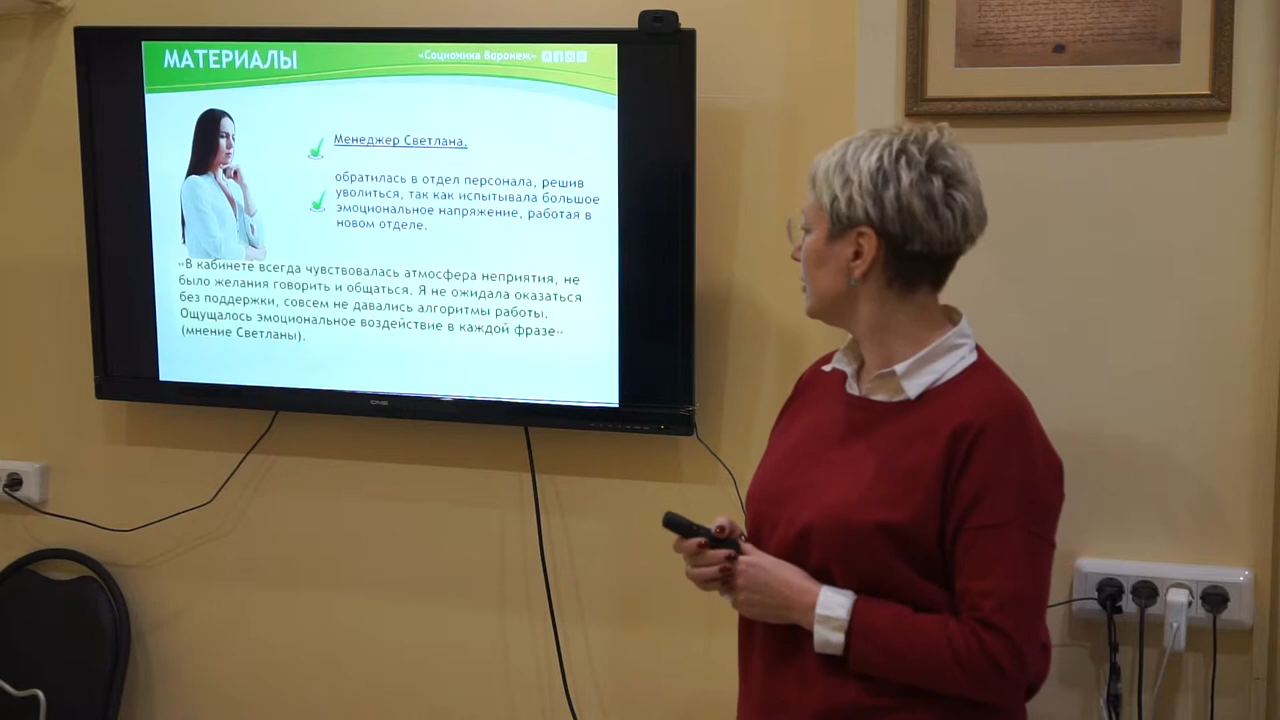 МАТЕРИАЛЫ
«Соционика Воронеж»
Менеджер Светлана.
обратилась в отдел персонала, решив
уволиться, так как испытывала большое
эмоциональное напряжение, работая в
новом отделе.
«В кабинете всегда чувствовалась атмосфера неприятия, не
было желания говорить и общаться. Я не ожидала оказаться
без поддержки, совсем не давались алгоритмы работы.
Ощущалось эмоциональное воздействие в каждой фразе»
(мнение Светланы).